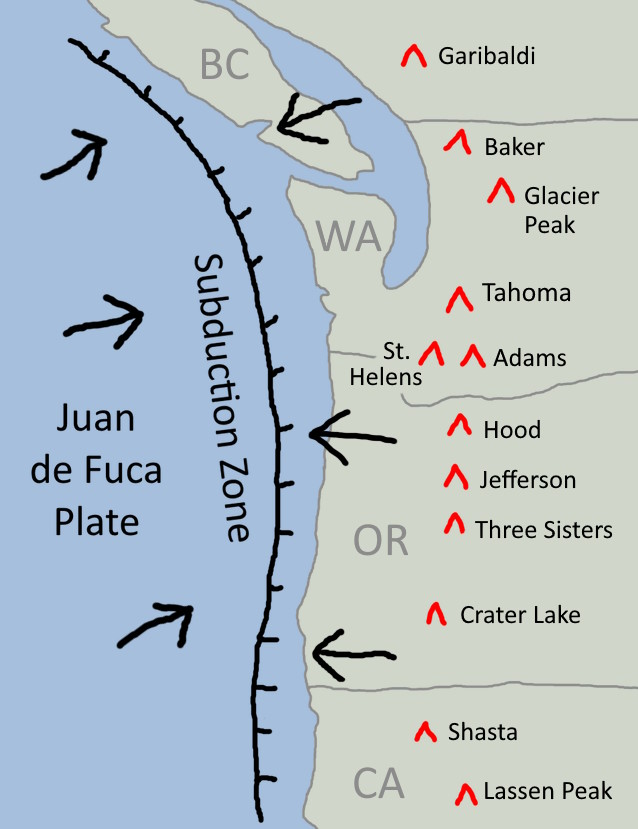 BC
Garibaldi
Baker
Glacier
Peak
WA
Tahoma
St.
Helens
Adams
Subduction Zone
Juan
de Fuca
Plate
Hood
Jefferson
Three Sisters
OR
Crater Lake
Shasta
CA
Lassen Peak